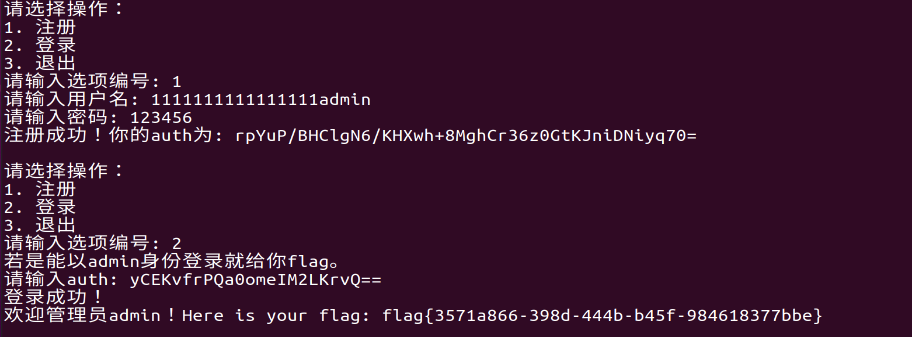 请选择操作：
1. 注册
2. 登录
3. 退出
请输入选项编号: 1
请输入用户名: 1111111111111111admin
请输入密码: 123456
注册成功！你的auth为: rpYuP/BHClgN6/KHXwh+8MghCr36z0GtKJniDNiyq70=
请选择操作：
1. 注册
2. 登录
3. 退出
请输入选项编号: 2
若是能以admin身份登录就给你flag。
请输入auth: yCEKvfrPQa0omeIM2LKrvQ==
登录成功！
欢迎管理员admin！Here is your flag: flag{3571a866-398d-444b-b45f-984618377bbe}